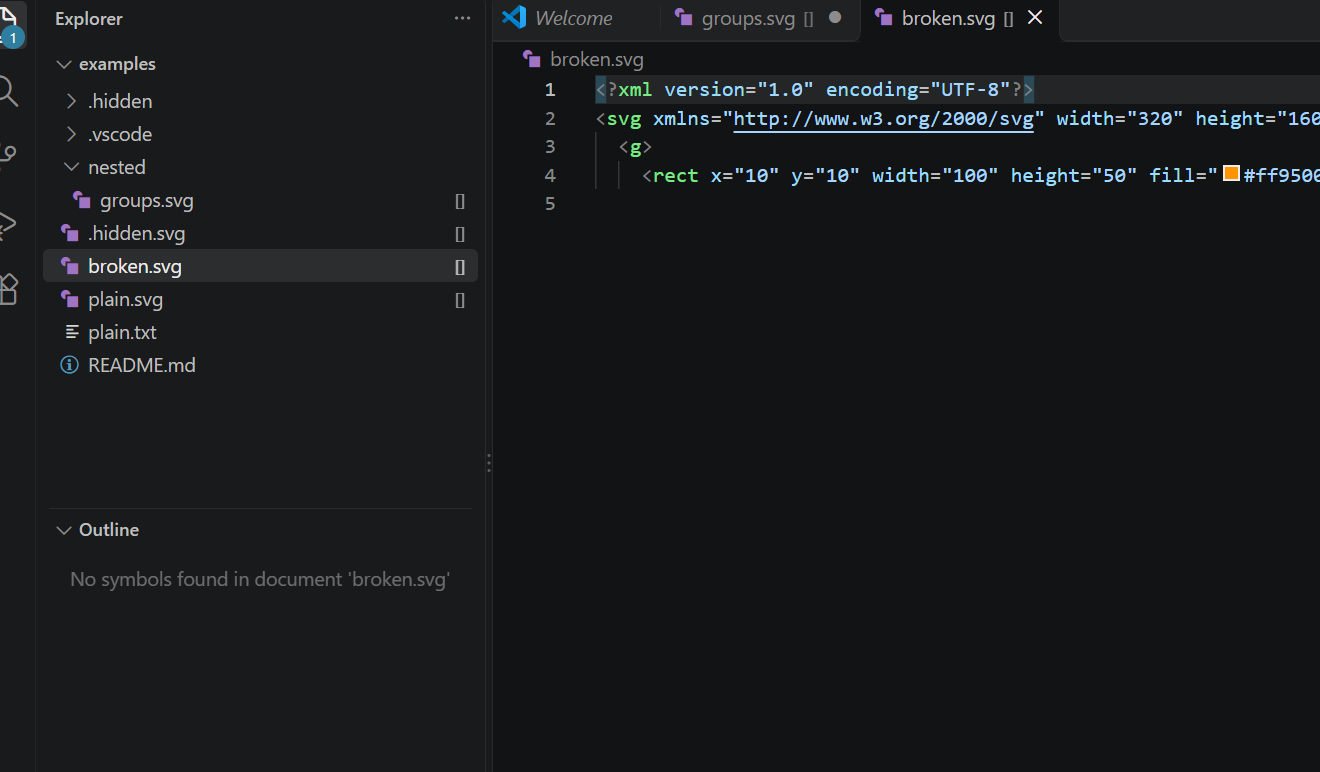 Explorer ···
1
examples
.hidden
.vscode
nested
groups.svg []
.hidden.svg []
broken.svg []
plain.svg []
plain.txt
README.md
Outline
No symbols found in document 'broken.svg'
Welcome groups.svg [] broken.svg []
broken.svg
1 <?xml version="1.0" encoding="UTF-8"?>
2 <svg xmlns="http://www.w3.org/2000/svg" width="320" height="160
3 <g>
4 <rect x="10" y="10" width="100" height="50" fill="#ff9500
5